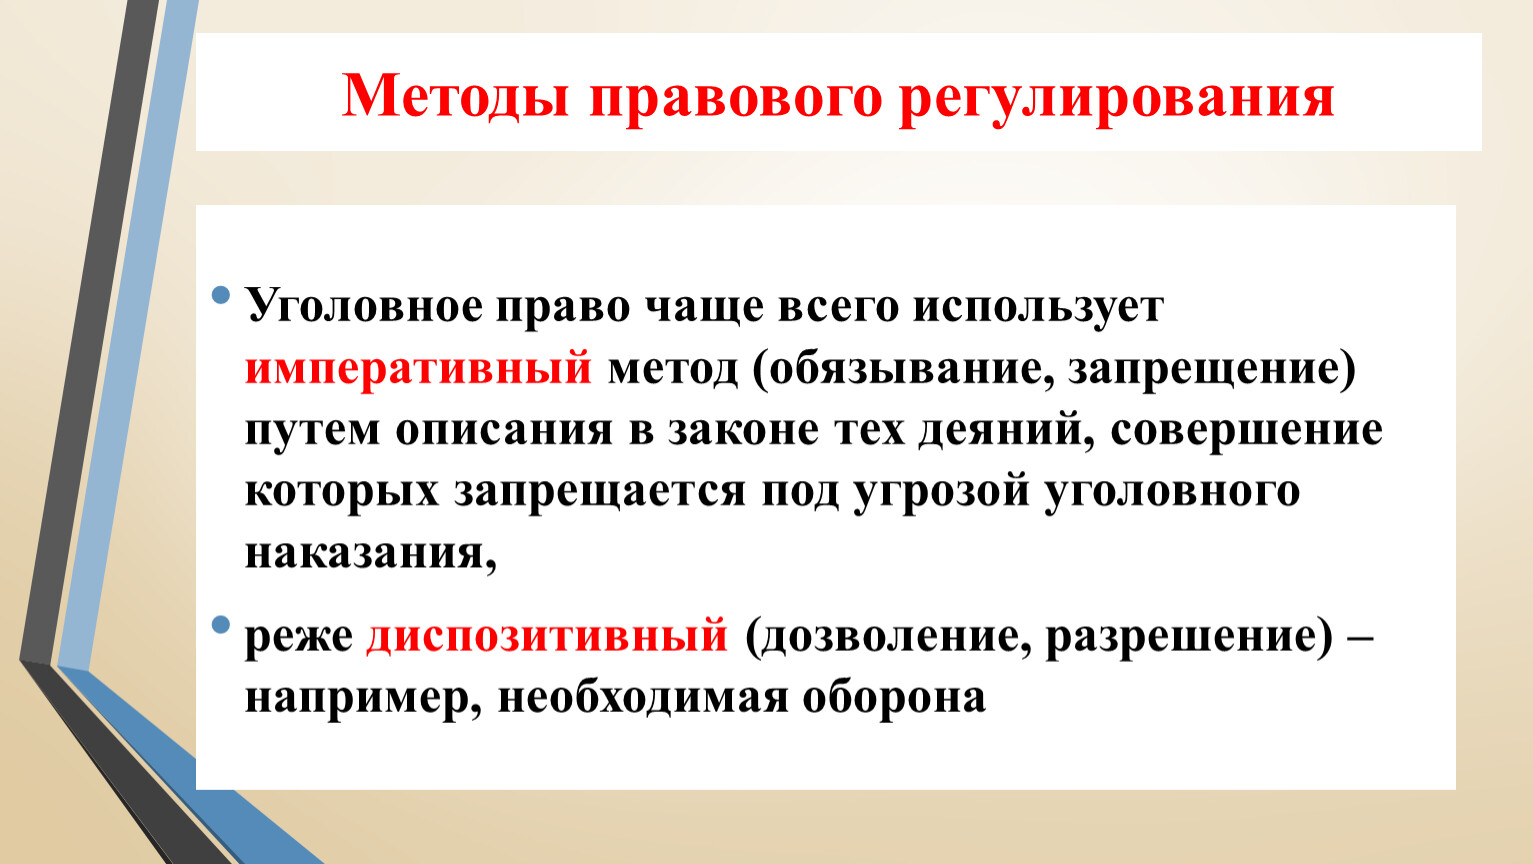 Методы правового регулирования
• Уголовное право чаще всего использует
императивный метод (обязывание, запрещение)
путем описания в законе тех деяний, совершение
которых запрещается под угрозой уголовного
наказания,
• реже диспозитивный (дозволение, разрешение) –
например, необходимая оборона